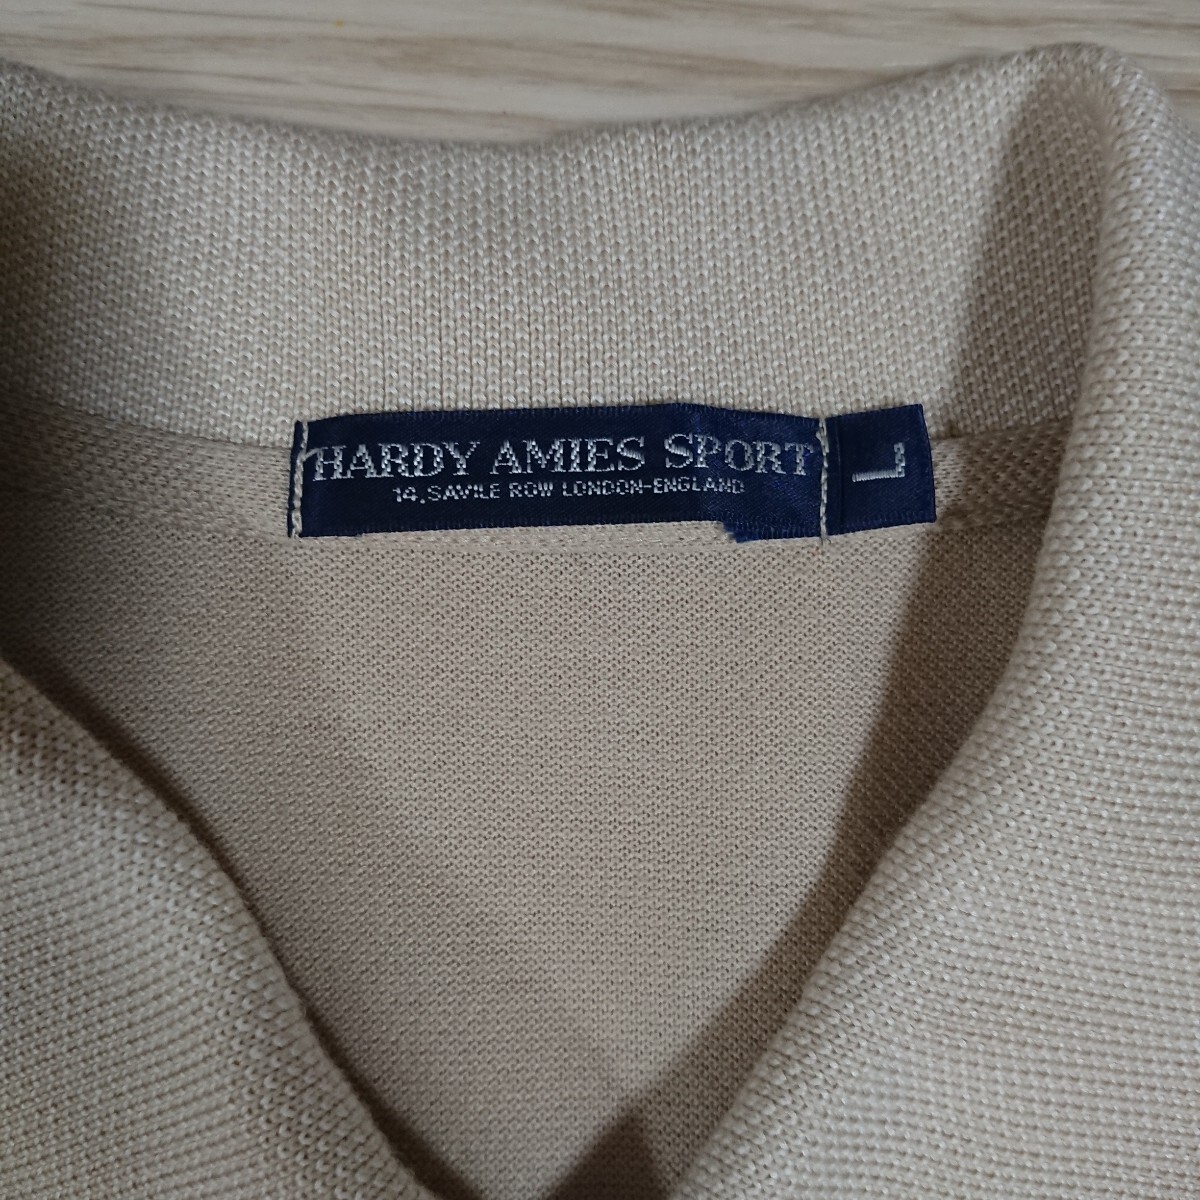 HARDY AMIES SPORT
14, SAVILE ROW LONDON-ENGLAND
L